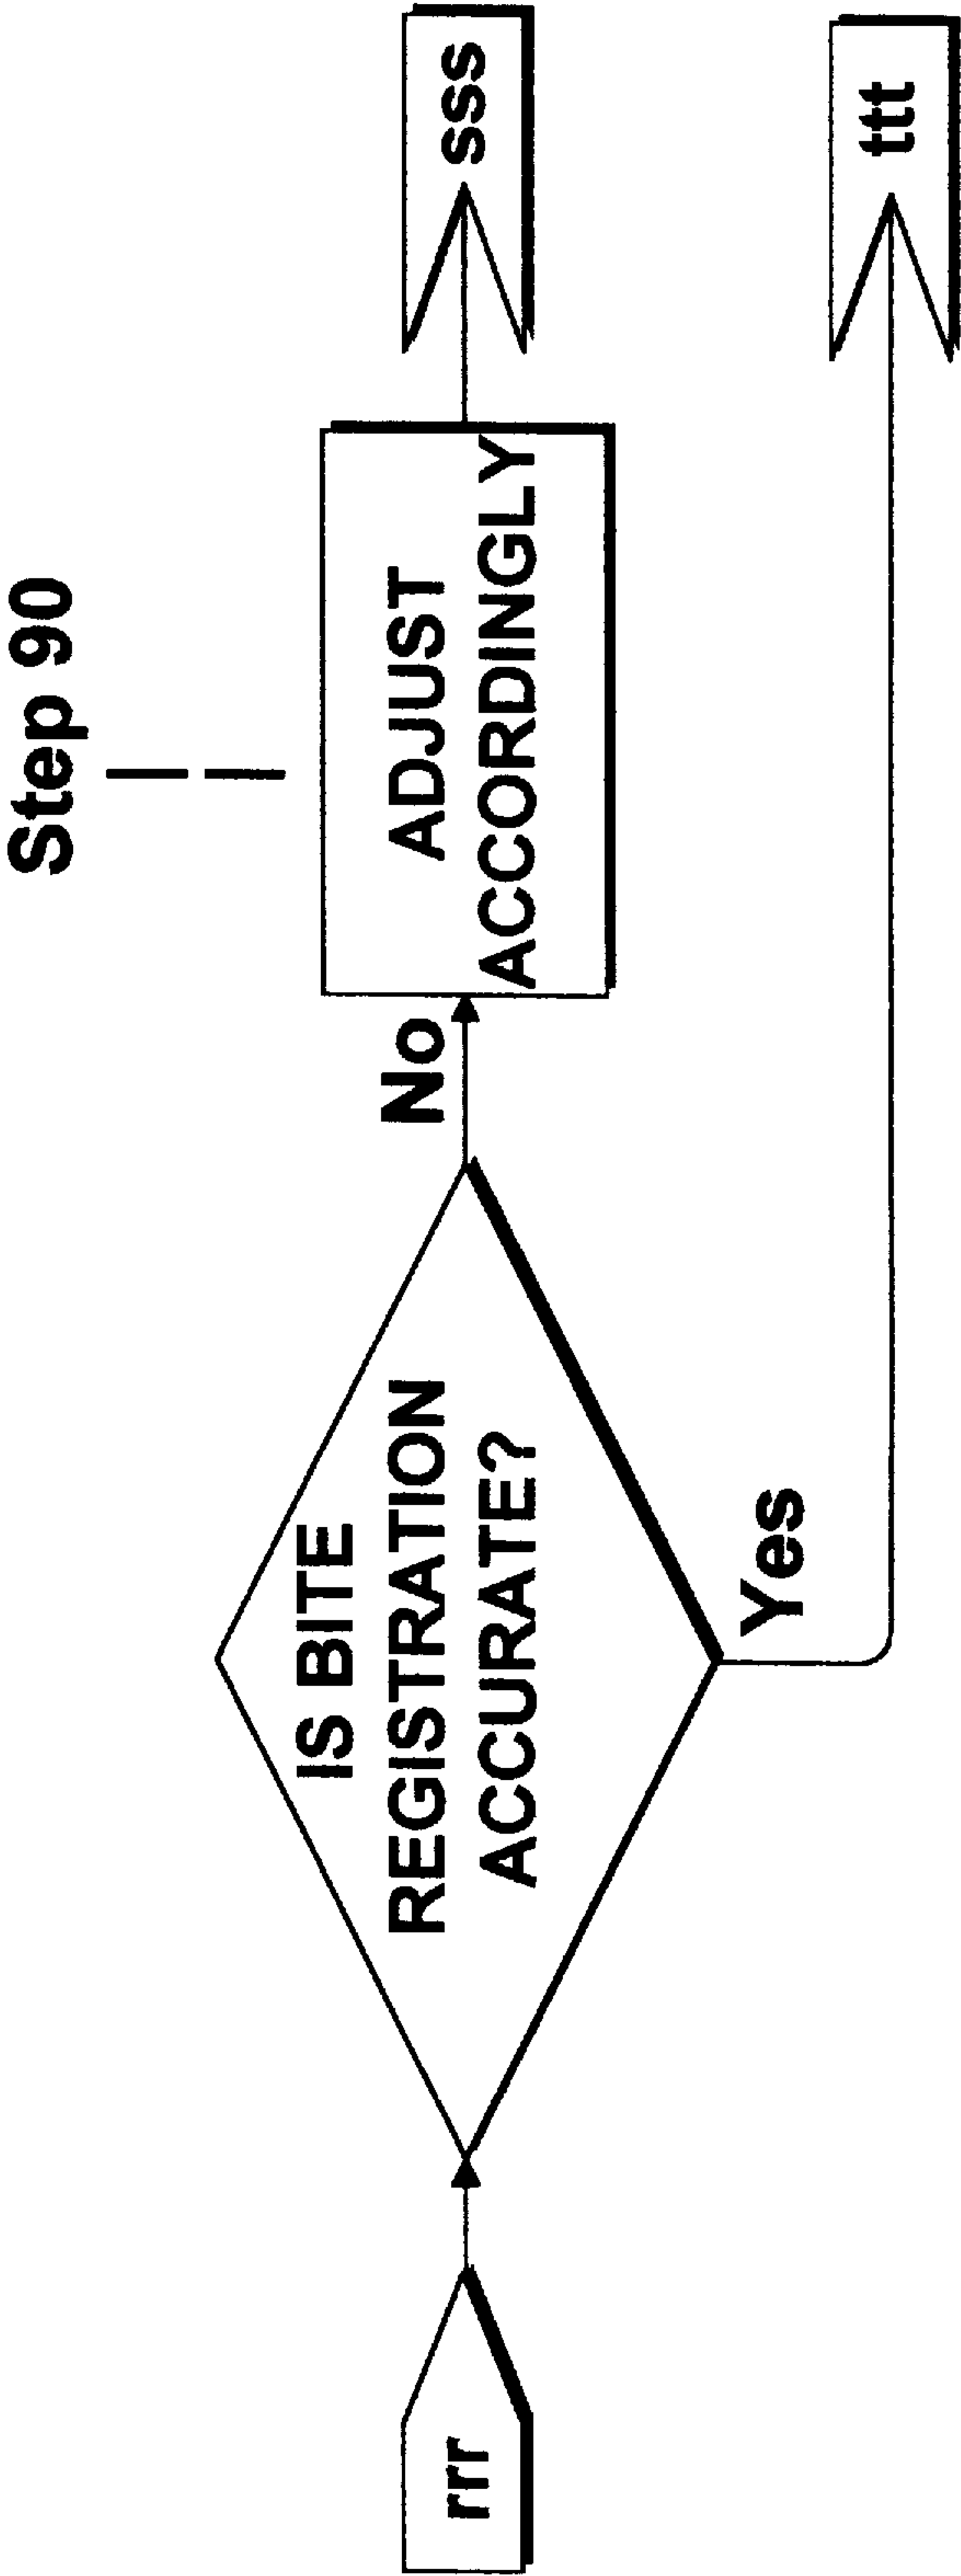 Step 90
rrr
IS BITE
REGISTRATION
ACCURATE?
No
ADJUST
ACCORDINGLY
sss
Yes
ttt